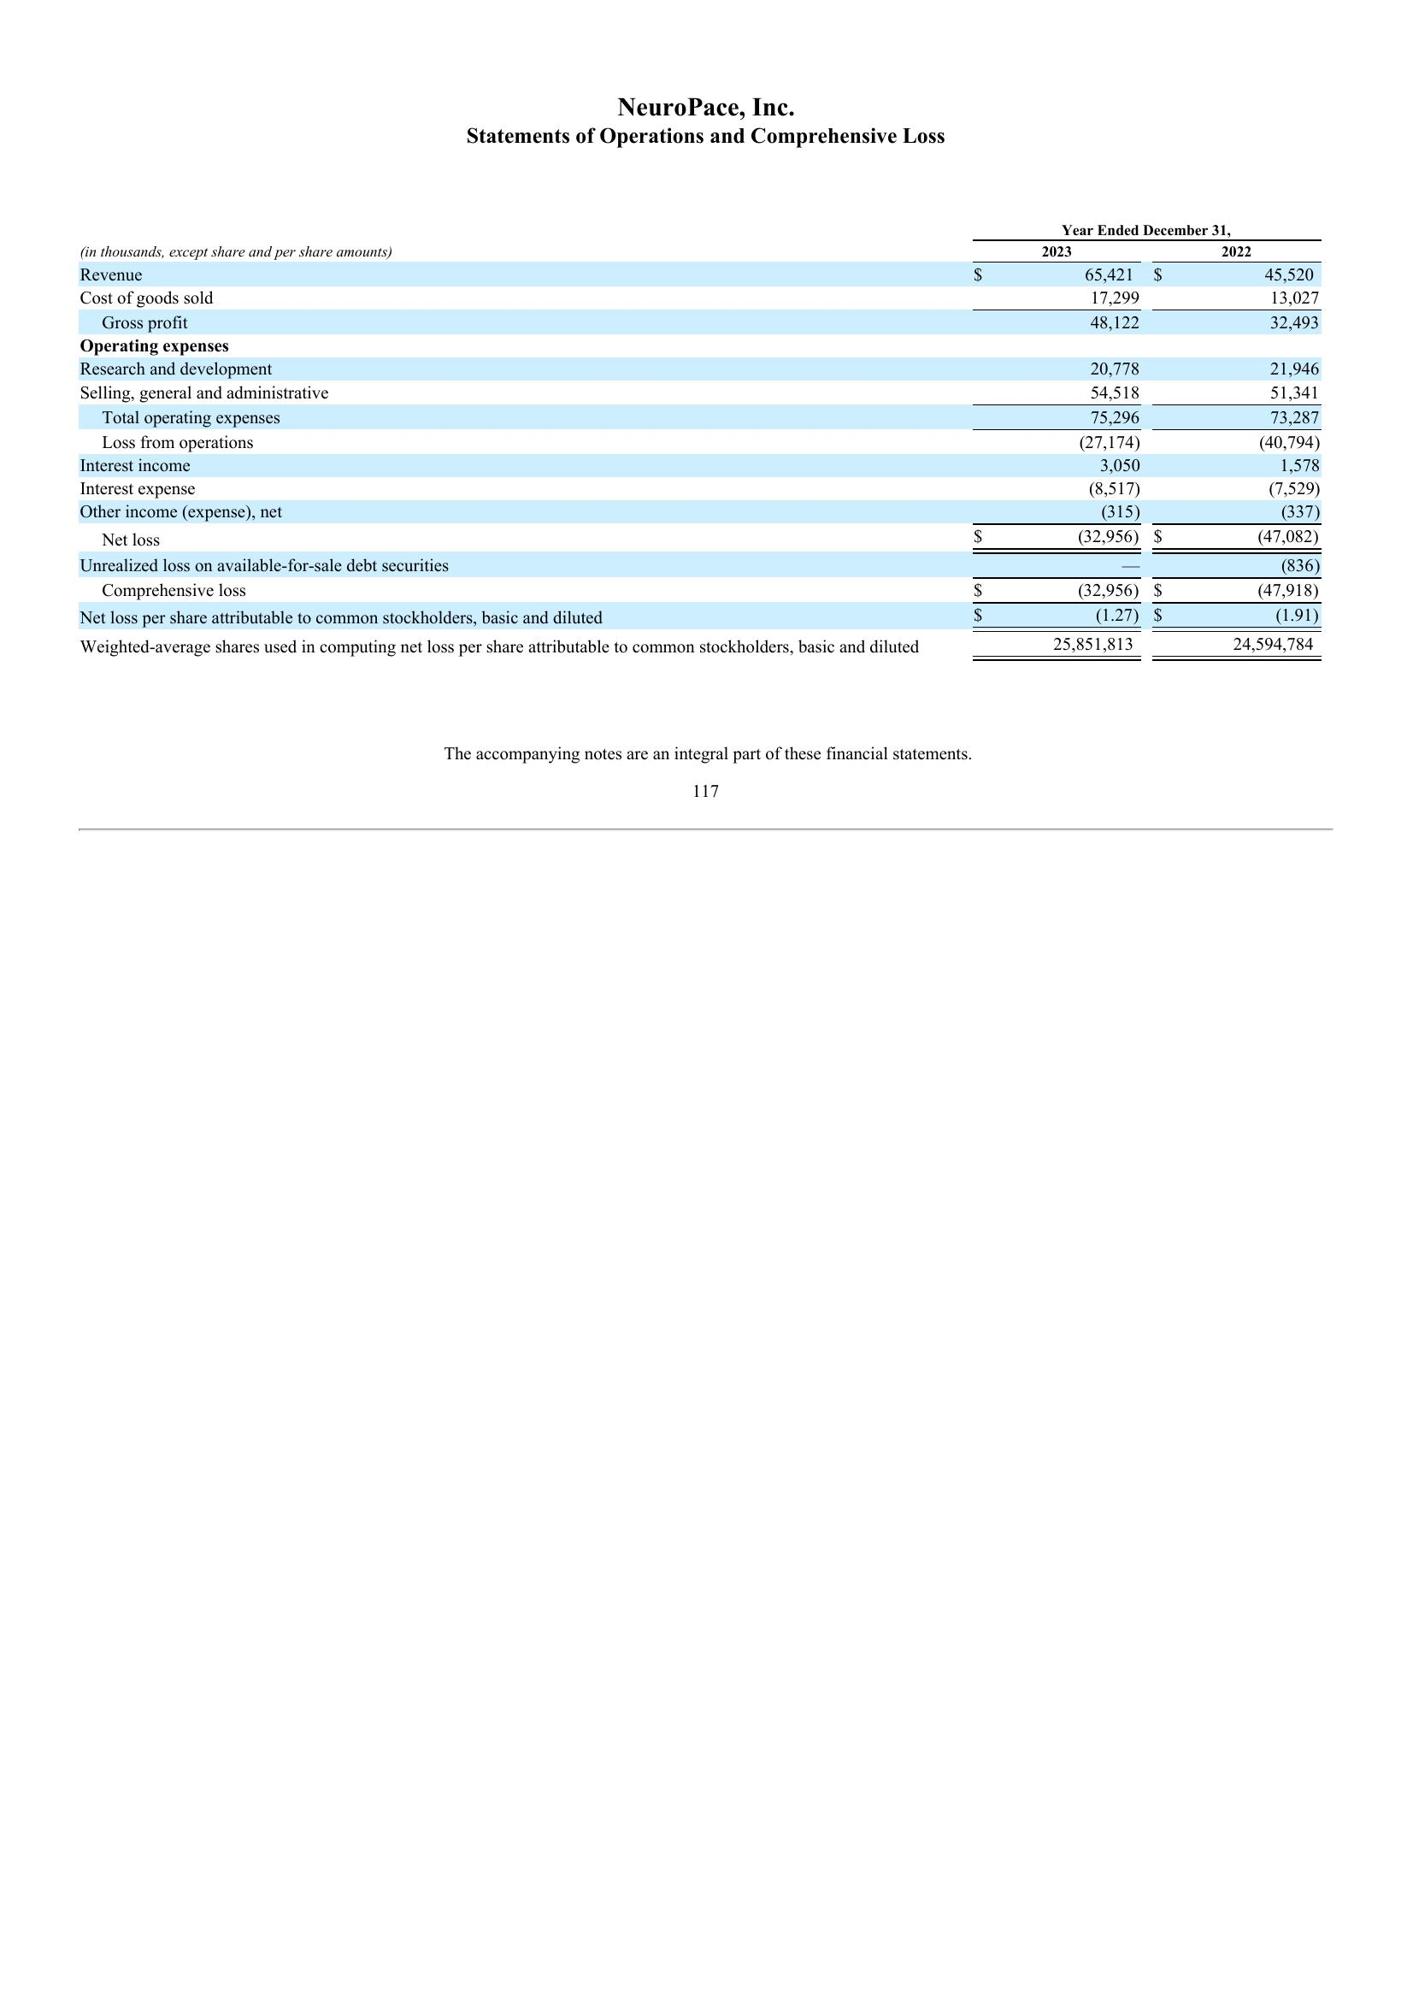 NeuroPace, Inc.
Statements of Operations and Comprehensive Loss
Year Ended December 31,
(in thousands, except share and per share amounts) 2023 2022
Revenue $ 65,421 $ 45,520
Cost of goods sold 17,299 13,027
Gross profit 48,122 32,493
Operating expenses
Research and development 20,778 21,946
Selling, general and administrative 54,518 51,341
Total operating expenses 75,296 73,287
Loss from operations (27,174) (40,794)
Interest income 3,050 1,578
Interest expense (8,517) (7,529)
Other income (expense), net (315) (337)
Net loss $ (32,956) $ (47,082)
Unrealized loss on available-for-sale debt securities — (836)
Comprehensive loss $ (32,956) $ (47,918)
Net loss per share attributable to common stockholders, basic and diluted $ (1.27) $ (1.91)
Weighted-average shares used in computing net loss per share attributable to common stockholders, basic and diluted 25,851,813 24,594,784
The accompanying notes are an integral part of these financial statements.
117